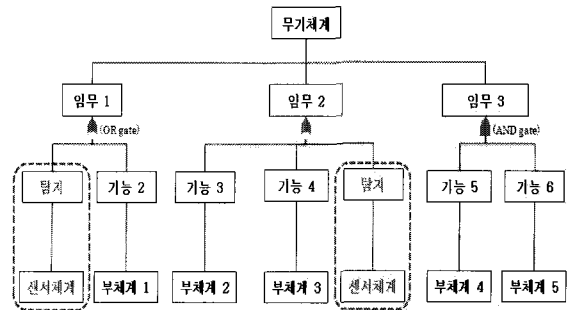 무기체계
임무 1
임무 2
임무 3
(OR gate)
(AND gate)
탐지
기능 2
기능 3
기능 4
탐지
기능 5
기능 6
센서체계
부체계 1
부체계 2
부체계 3
센서체계
부체계 4
부체계 5